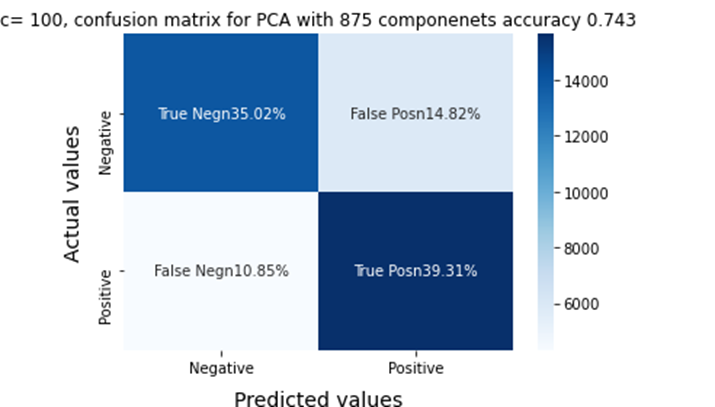 c= 100, confusion matrix for PCA with 875 componenets accuracy 0.743
True Negn35.02%
False Posn14.82%
False Negn10.85%
True Posn39.31%
Negative
Positive
Actual values
Negative
Positive
Predicted values
14000
12000
10000
8000
6000